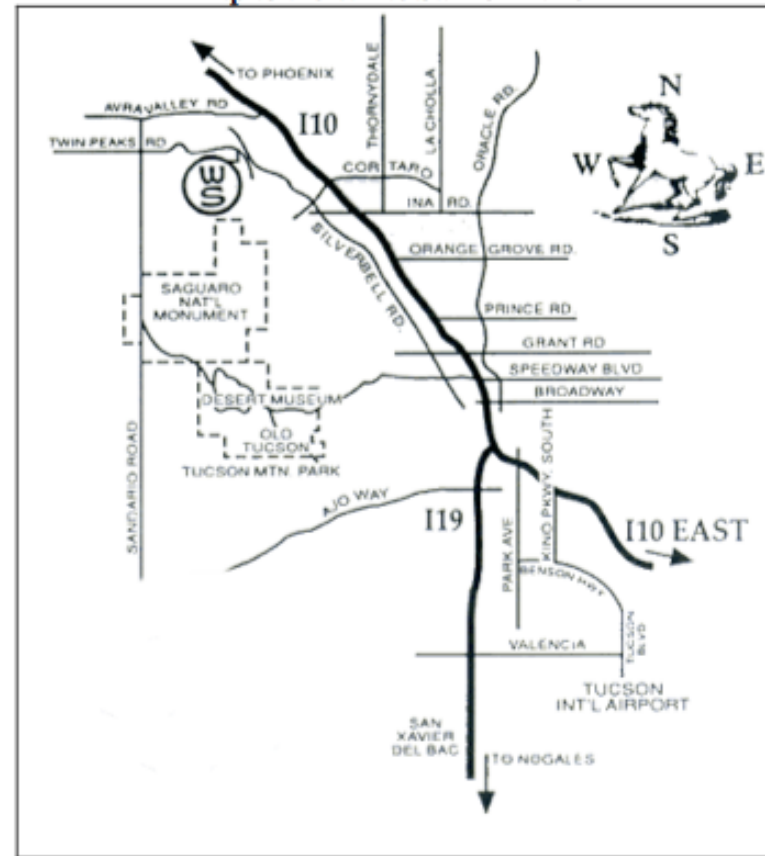 TO PHOENIX
I10
AVRA VALLEY RD
TWIN PEAKS RD
THORNYDALE
LA CHOLLA
ORACLE RD.
N
W
E
S
WS
CORTARO
INA RD.
SILVERBELL RD.
ORANGE GROVE RD.
SAGUARO
NAT'L
MONUMENT
PRINCE RD.
GRANT RD
SPEEDWAY BLVD
BROADWAY
DESERT MUSEUM
OLD
TUCSON
TUCSON MTN. PARK
SANDARIO ROAD
AJO WAY
I19
PARK AVE
KINO PKWY. SOUTH
I10 EAST
BENSON HWY
VALENCIA
TUCSON
BLVD
TUCSON
INT'L AIRPORT
SAN
XAVIER
DEL BAC
TO NOGALES